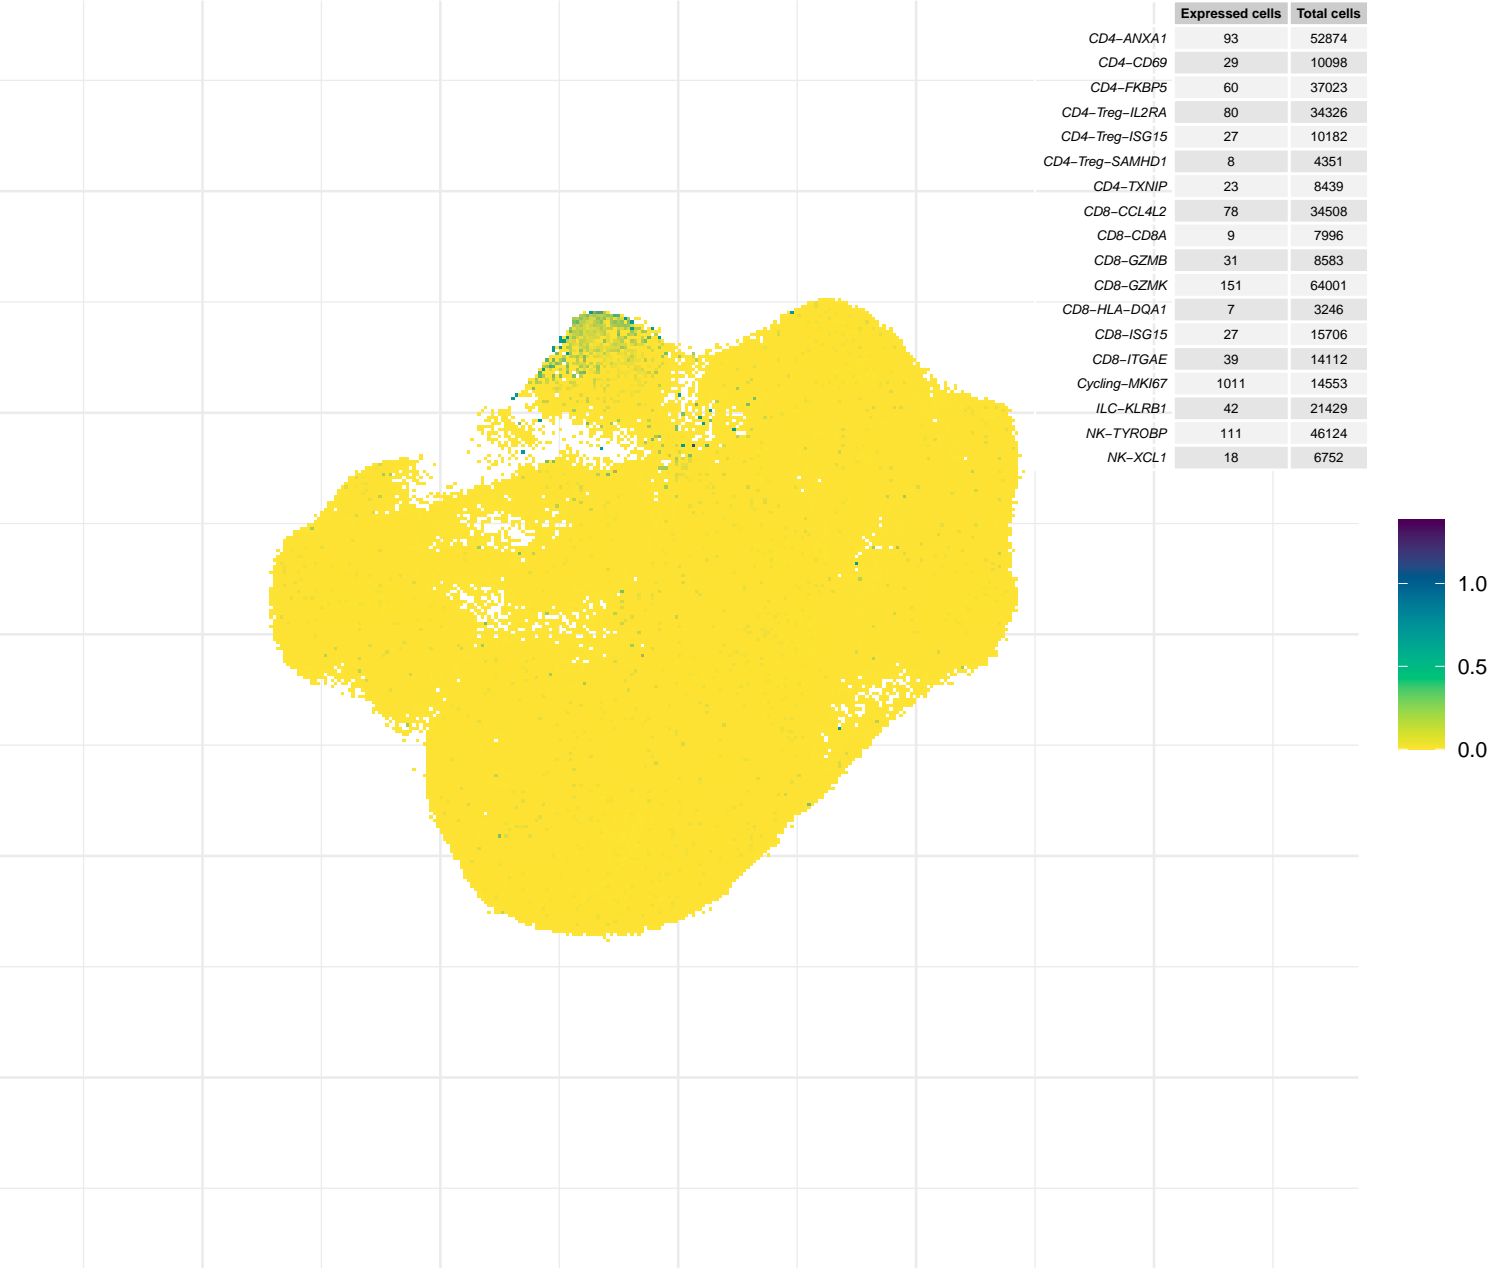 Expressed cells Total cells
CD4−ANXA1 93 52874
CD4−CD69 29 10098
CD4−FKBP5 60 37023
CD4−Treg−IL2RA 80 34326
CD4−Treg−ISG15 27 10182
CD4−Treg−SAMHD1 8 4351
CD4−TXNIP 23 8439
CD8−CCL4L2 78 34508
CD8−CD8A 9 7996
CD8−GZMB 31 8583
CD8−GZMK 151 64001
CD8−HLA−DQA1 7 3246
CD8−ISG15 27 15706
CD8−ITGAE 39 14112
Cycling−MKI67 1011 14553
ILC−KLRB1 42 21429
NK−TYROBP 111 46124
NK−XCL1 18 6752
1.0
0.5
0.0